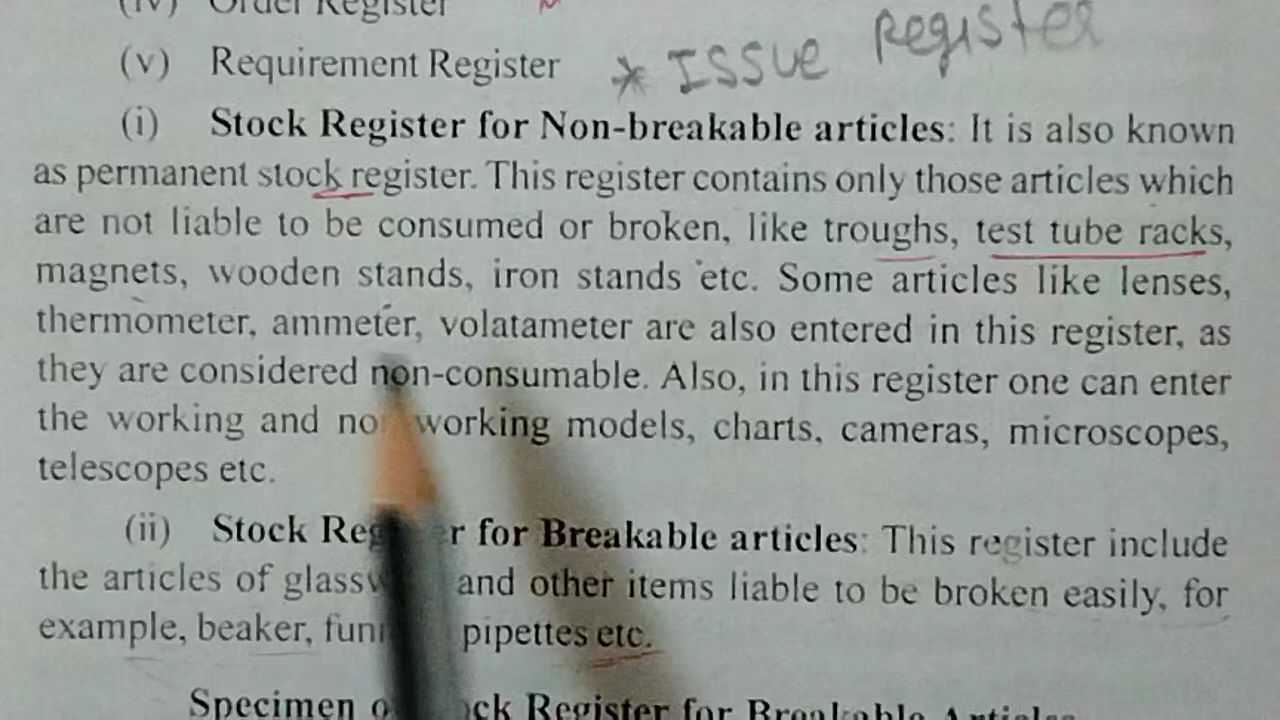 (iv) Order Register
(v) Requirement Register * ISSUE Register
(i) Stock Register for Non-breakable articles: It is also known
as permanent stock register. This register contains only those articles which
are not liable to be consumed or broken, like troughs, test tube racks,
magnets, wooden stands, iron stands etc. Some articles like lenses,
thermometer, ammeter, volatameter are also entered in this register, as
they are considered non-consumable. Also, in this register one can enter
the working and working models, charts, cameras, microscopes,
telescopes etc.
(ii) Stock for Breakable articles: This register include
the articles of and other items liable to be broken easily, for
example, beaker, pipettes etc.
Specimen Register for Breakable Articles